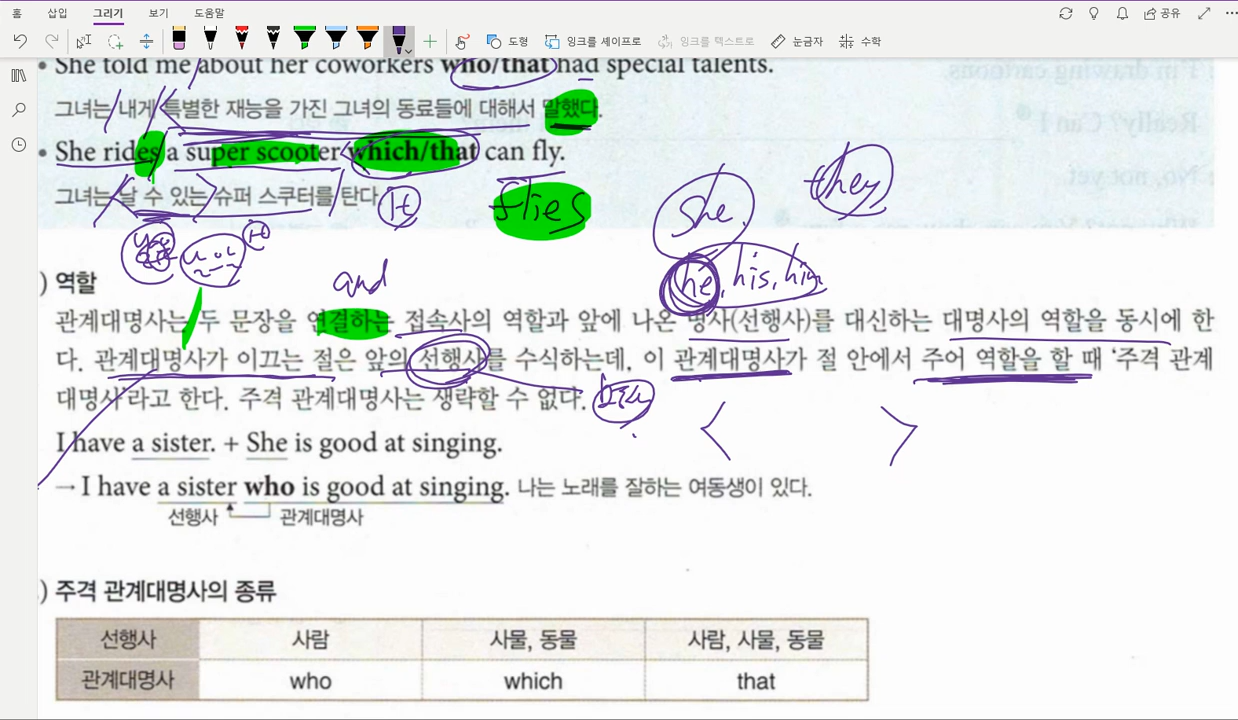 홈 삽입 그리기 보기 도움말 공유
도형 잉크를 셰이프로 잉크를 텍스트로 눈금자 수학
• She told me about her coworkers who/that had special talents.
그녀는 내게 특별한 재능을 가진 그녀의 동료들에 대해서 말했다.
• She rides a super scooter which/that can fly.
그녀는 날 수 있는 슈퍼 스쿠터를 탄다.
It
flies
she.
they
It
he, his, him
and
) 역할
관계대명사는 두 문장을 연결하는 접속사의 역할과 앞에 나온 명사(선행사)를 대신하는 대명사의 역할을 동시에 한
다. 관계대명사가 이끄는 절은 앞의 선행사를 수식하는데, 이 관계대명사가 절 안에서 주어 역할을 할 때 '주격 관계
대명사'라고 한다. 주격 관계대명사는 생략할 수 없다.
I have a sister. + She is good at singing.
→ I have a sister who is good at singing. 나는 노래를 잘하는 여동생이 있다.
선행사 관계대명사
) 주격 관계대명사의 종류
선행사 사람 사물, 동물 사람, 사물, 동물
관계대명사 who which that